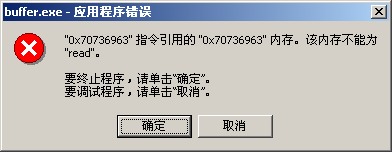 buffer.exe - 应用程序错误
"0x70736963" 指令引用的 "0x70736963" 内存。该内存不能为
"read"。
要终止程序，请单击“确定”。
要调试程序，请单击“取消”。
确定
取消